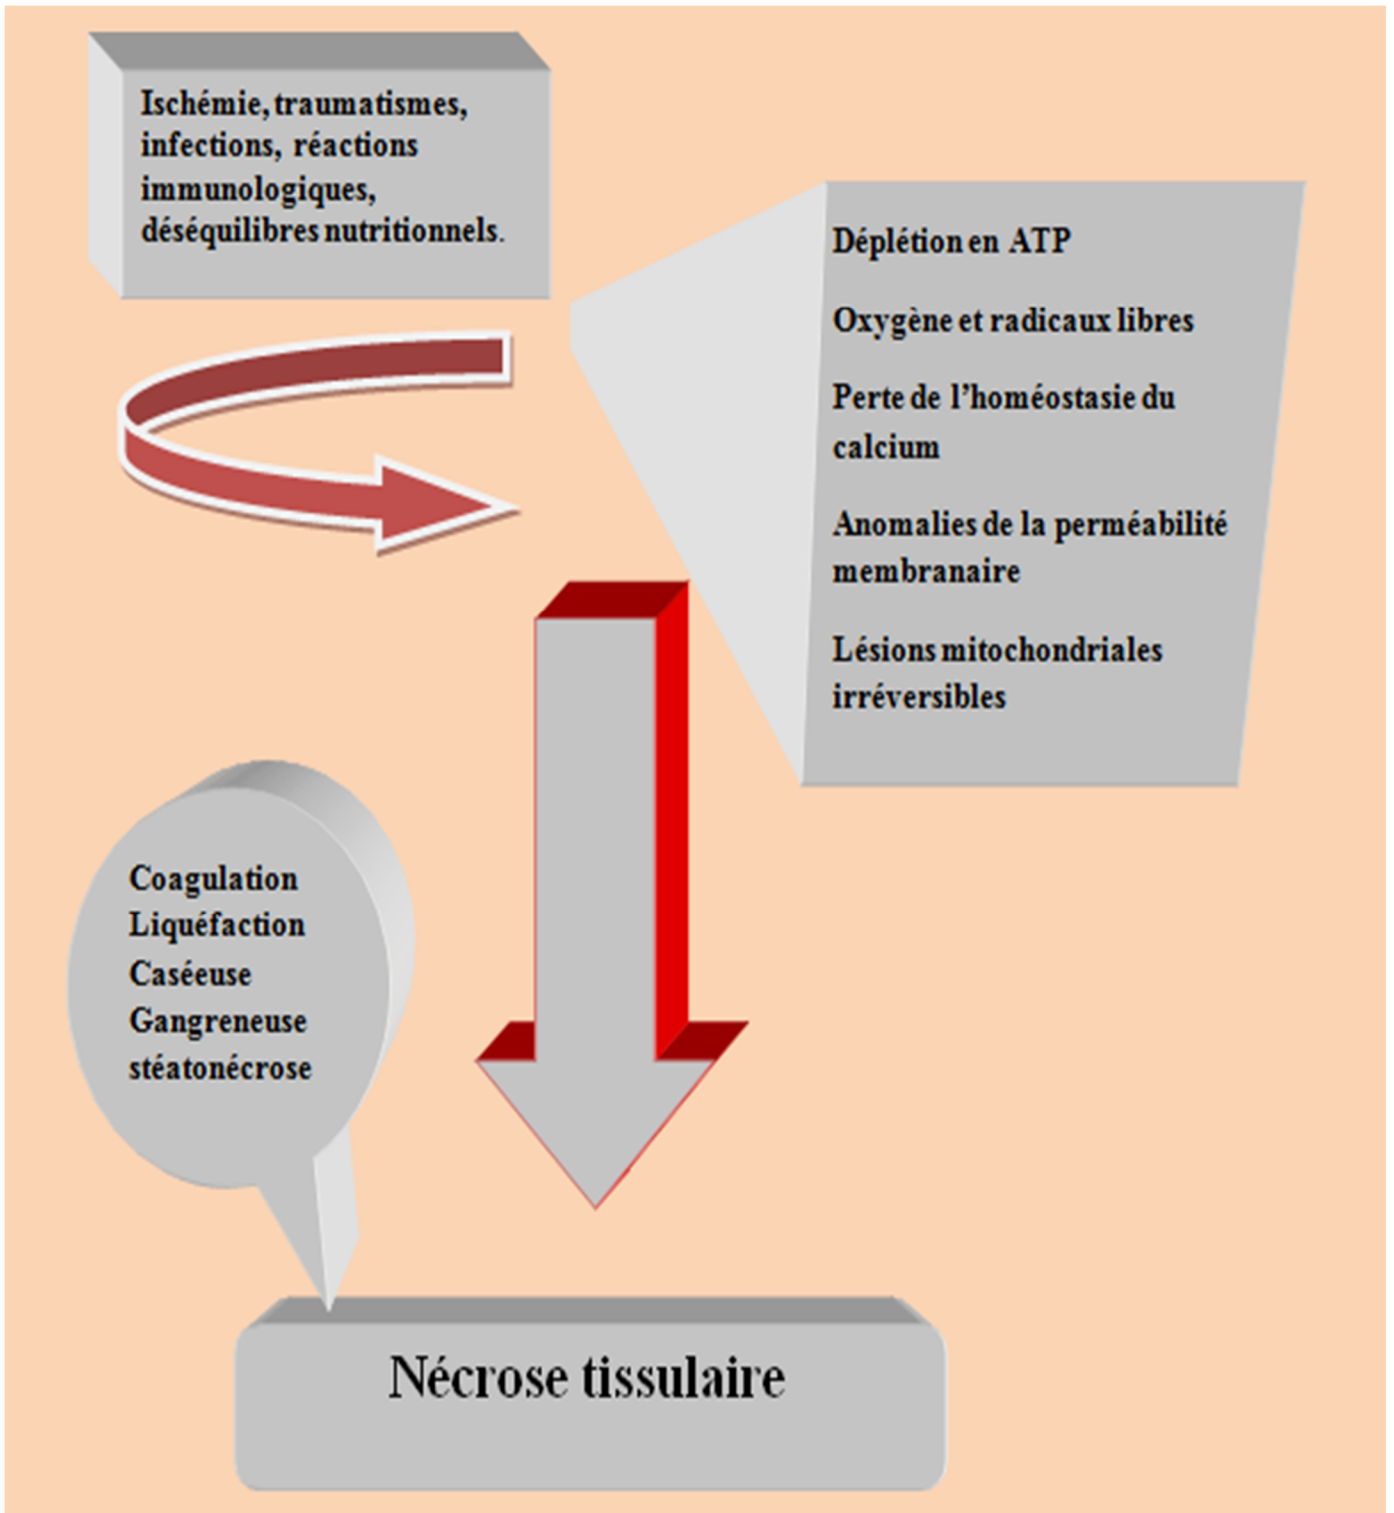 Ischémie, traumatismes,
infections, réactions
immunologiques,
déséquilibres nutritionnels.
Déplétion en ATP
Oxygène et radicaux libres
Perte de l'homéostasie du
calcium
Anomalies de la perméabilité
membranaire
Lésions mitochondriales
irréversibles
Coagulation
Liquéfaction
Caséeuse
Gangreneuse
stéatonécrose
Nécrose tissulaire